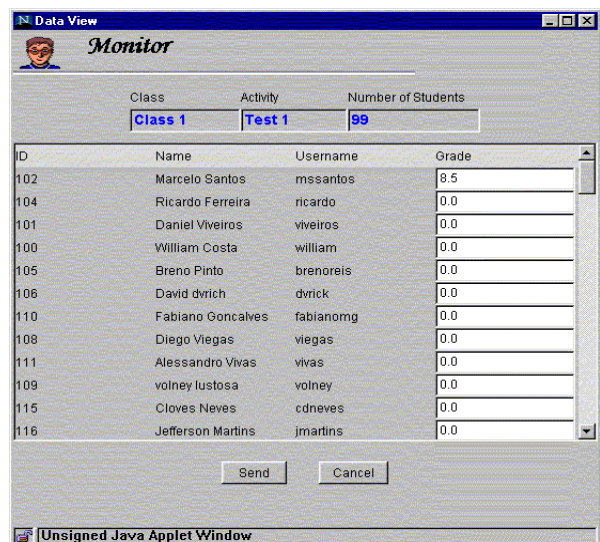 Data View
Monitor
Class Activity Number of Students
Class 1 Test 1 99
ID Name Username Grade
102 Marcelo Santos mssantos 8.5
104 Ricardo Ferreira ricardo 0.0
101 Daniel Viveiros viveiros 0.0
100 William Costa william 0.0
105 Breno Pinto brenoreis 0.0
106 David dvrich dvrick 0.0
110 Fabiano Goncalves fabianomg 0.0
108 Diego Viegas viegas 0.0
111 Alessandro Vivas vivas 0.0
109 volney lustosa volney 0.0
115 Cloves Neves cdneves 0.0
116 Jefferson Martins jmartins 0.0
Send Cancel
Unsigned Java Applet Window